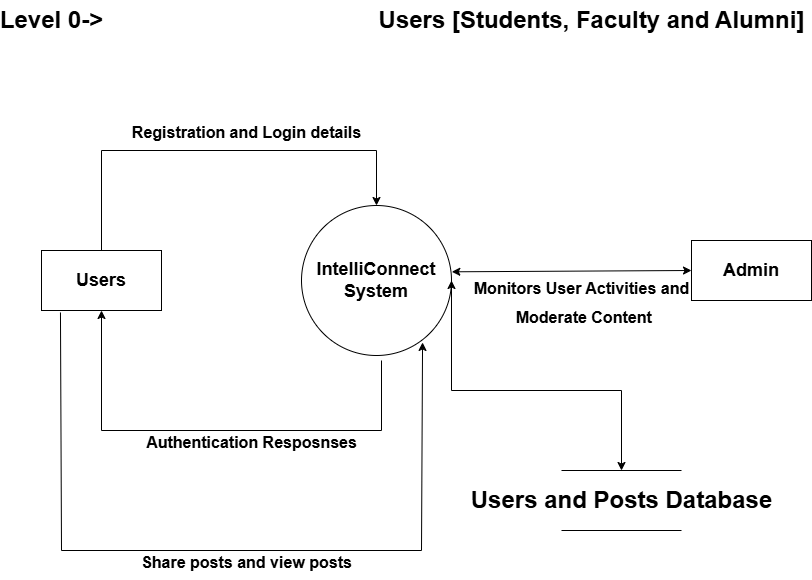 Level 0->
Users [Students, Faculty and Alumni]
Registration and Login details
Users
IntelliConnect
System
Admin
Monitors User Activities and
Moderate Content
Authentication Resposnses
Users and Posts Database
Share posts and view posts